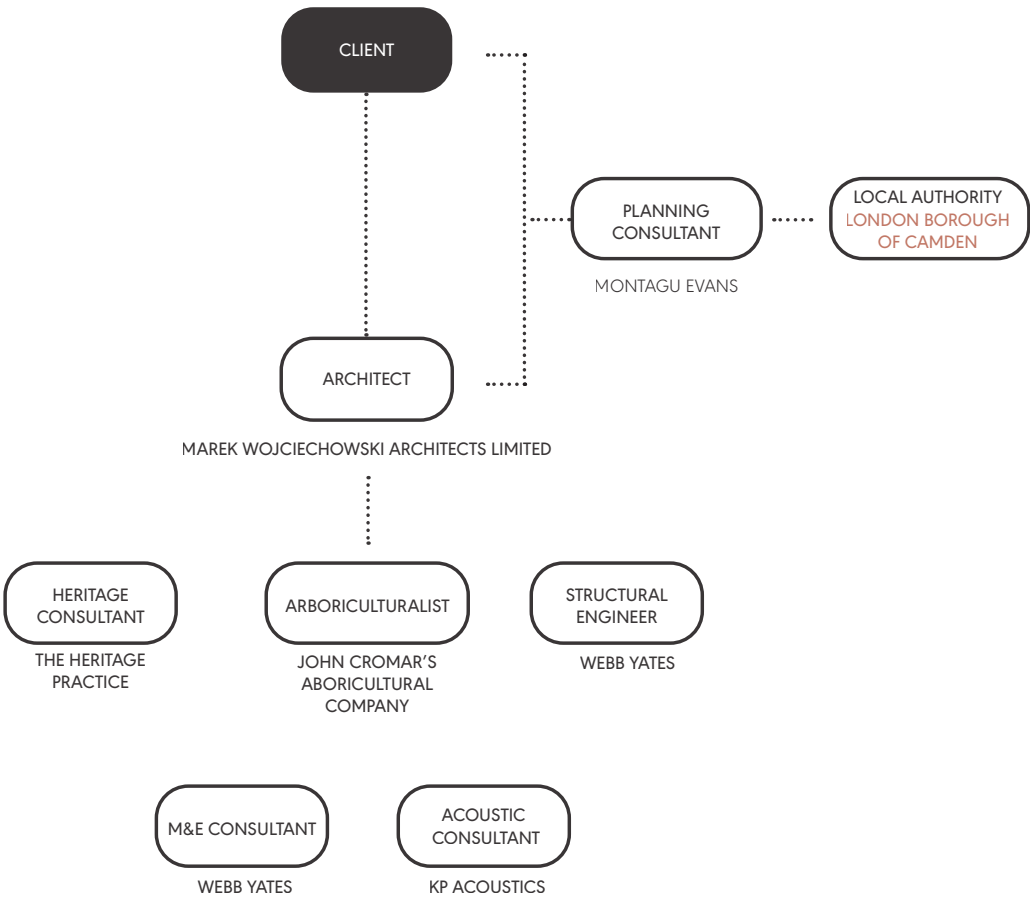 CLIENT
PLANNING
CONSULTANT
MONTAGU EVANS
LOCAL AUTHORITY
LONDON BOROUGH
OF CAMDEN
ARCHITECT
MAREK WOJCIECHOWSKI ARCHITECTS LIMITED
HERITAGE
CONSULTANT
THE HERITAGE
PRACTICE
ARBORICULTURALIST
JOHN CROMAR’S
ABORICULTURAL
COMPANY
STRUCTURAL
ENGINEER
WEBB YATES
M&E CONSULTANT
WEBB YATES
ACOUSTIC
CONSULTANT
KP ACOUSTICS